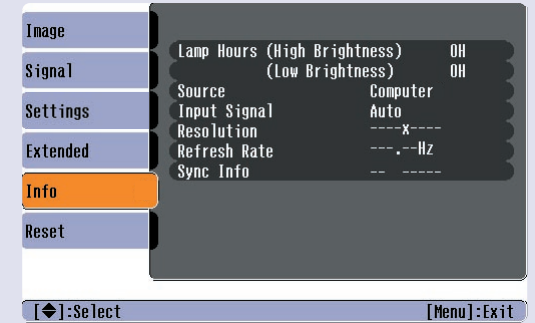 Image
Signal
Settings
Extended
Info
Reset
Lamp Hours (High Brightness) 0H
(Low Brightness) 0H
Source Computer
Input Signal Auto
Resolution ----x----
Refresh Rate ---.--Hz
Sync Info -- -----
[◆]:Select [Menu]:Exit